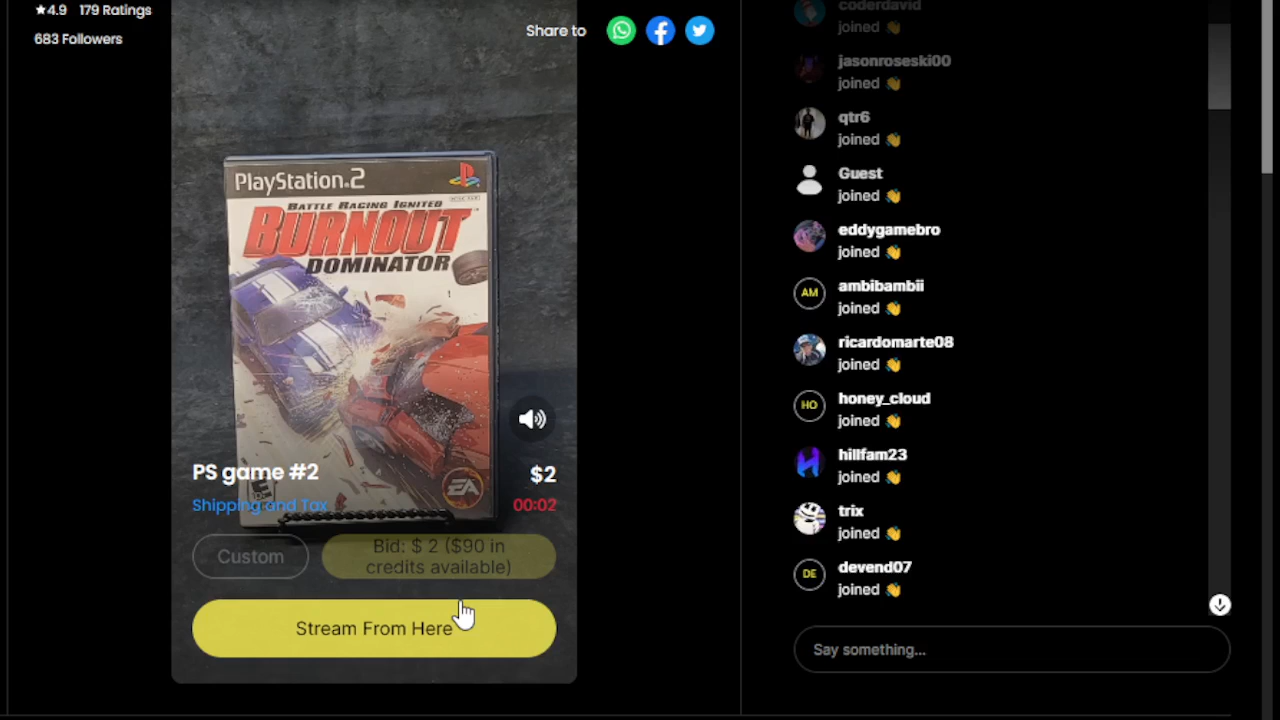 ★4.9 179 Ratings
683 Followers
Share to
PlayStation.2
BATTLE RACING IGNITED
BURNOUT
DOMINATOR
EA
PS game #2
$2
Shipping and Tax
00:02
Custom
Bid: $ 2 ($90 in
credits available)
Stream From Here
coderdavid
joined 👏
jasonroseski00
joined 👏
qtr6
joined 👏
Guest
joined 👏
eddygamebro
joined 👏
AM
ambibambii
joined 👏
ricardomarte08
joined 👏
HO
honey_cloud
joined 👏
hillfam23
joined 👏
trix
joined 👏
DE
devend07
joined 👏
Say something...